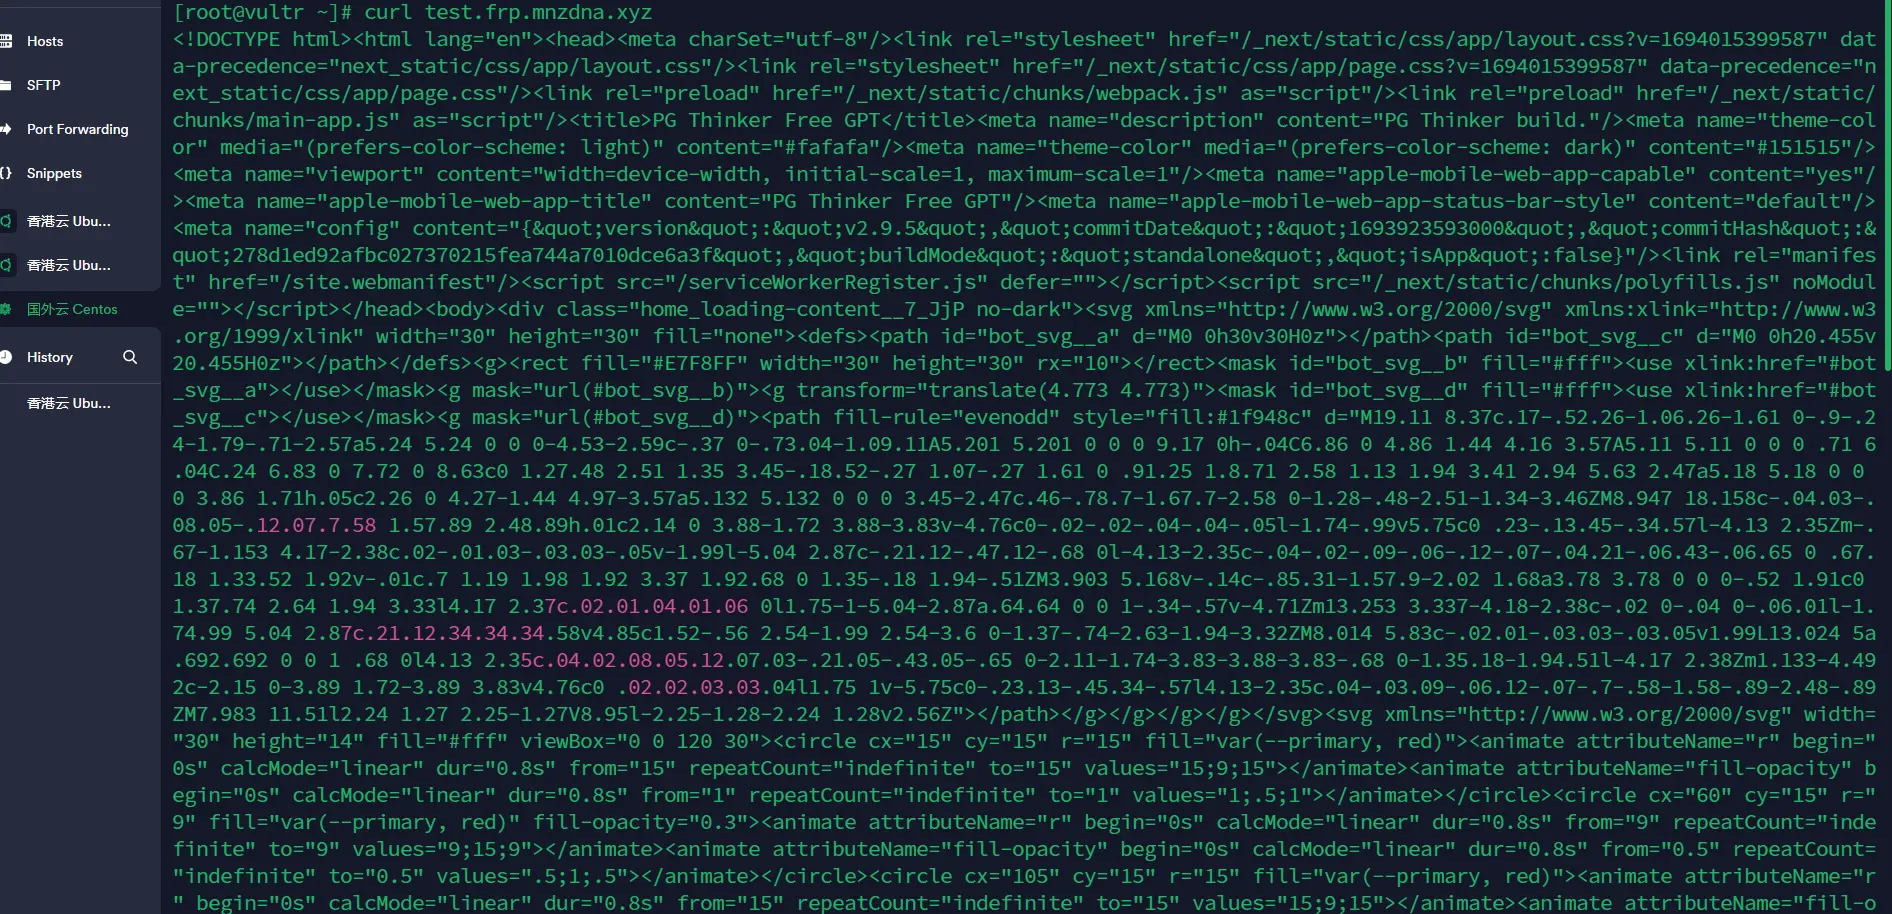 Hosts
SFTP
Port Forwarding
Snippets
香港云 Ubu...
香港云 Ubu...
国外云 Centos
History
香港云 Ubu...
[root@vultr ~]# curl test.frp.mnzdna.xyz
<!DOCTYPE html><html lang="en"><head><meta charSet="utf-8"/><link rel="stylesheet" href="/_next/static/css/app/layout.css?v=1694015399587" dat
a-precedence="next_static/css/app/layout.css"/><link rel="stylesheet" href="/_next/static/css/app/page.css?v=1694015399587" data-precedence="n
ext_static/css/app/page.css"/><link rel="preload" href="/_next/static/chunks/webpack.js" as="script"/><link rel="preload" href="/_next/static/
chunks/main-app.js" as="script"/><title>PG Thinker Free GPT</title><meta name="description" content="PG Thinker build."/><meta name="theme-col
or" media="(prefers-color-scheme: light)" content="#fafafa"/><meta name="theme-color" media="(prefers-color-scheme: dark)" content="#151515"/>
<meta name="viewport" content="width=device-width, initial-scale=1, maximum-scale=1"/><meta name="apple-mobile-web-app-capable" content="yes"/
><meta name="apple-mobile-web-app-title" content="PG Thinker Free GPT"/><meta name="apple-mobile-web-app-status-bar-style" content="default"/>
<meta name="config" content="{&quot;version&quot;:&quot;v2.9.5&quot;,&quot;commitDate&quot;:&quot;1693923593000&quot;,&quot;commitHash&quot;:&
quot;278d1ed92afbc027370215fea744a7010dce6a3f&quot;,&quot;buildMode&quot;:&quot;standalone&quot;,&quot;isApp&quot;:false}"/><link rel="manifes
t" href="/site.webmanifest"/><script src="/serviceWorkerRegister.js" defer=""></script><script src="/_next/static/chunks/polyfills.js" noModul
e=""></script></head><body><div class="home_loading-content__7_JjP no-dark"><svg xmlns="http://www.w3.org/2000/svg" xmlns:xlink="http://www.w3
.org/1999/xlink" width="30" height="30" fill="none"><defs><path id="bot_svg__a" d="M0 0h30v30H0z"></path><path id="bot_svg__c" d="M0 0h20.455v
20.455H0z"></path></defs><g><rect fill="#E7F8FF" width="30" height="30" rx="10"></rect><mask id="bot_svg__b" fill="#fff"><use xlink:href="#bot
_svg__a"></use></mask><g mask="url(#bot_svg__b)"><g transform="translate(4.773 4.773)"><mask id="bot_svg__d" fill="#fff"><use xlink:href="#bot
_svg__c"></use></mask><g mask="url(#bot_svg__d)"><path fill-rule="evenodd" style="fill:#1f948c" d="M19.11 8.37c.17-.52.26-1.06.26-1.61 0-.9-.2
4-1.79-.71-2.57a5.24 5.24 0 0 0-4.53-2.59c-.37 0-.73.04-1.09.11A5.201 5.201 0 0 0 9.17 0h-.04C6.86 0 4.86 1.44 4.16 3.57A5.11 5.11 0 0 0 .71 6
.04C.24 6.83 0 7.72 0 8.63c0 1.27.48 2.51 1.35 3.45-.18.52-.27 1.07-.27 1.61 0 .91.25 1.8.71 2.58 1.13 1.94 3.41 2.94 5.63 2.47a5.18 5.18 0 0
0 3.86 1.71h.05c2.26 0 4.27-1.44 4.97-3.57a5.132 5.132 0 0 0 3.45-2.47c.46-.78.7-1.67.7-2.58 0-1.28-.48-2.51-1.34-3.46ZM8.947 18.158c-.04.03-.
08.05-.12.07.7.58 1.57.89 2.48.89h.01c2.14 0 3.88-1.72 3.88-3.83v-4.76c0-.02-.02-.04-.04-.05l-1.74-.99v5.75c0 .23-.13.45-.34.57l-4.13 2.35Zm-.
67-1.153 4.17-2.38c.02-.01.03-.03.03-.05v-1.99l-5.04 2.87c-.21.12-.47.12-.68 0l-4.13-2.35c-.04-.02-.09-.06-.12-.07-.04.21-.06.43-.06.65 0 .67.
18 1.33.52 1.92v-.01c.7 1.19 1.98 1.92 3.37 1.92.68 0 1.35-.18 1.94-.51ZM3.903 5.168v-.14c-.85.31-1.57.9-2.02 1.68a3.78 3.78 0 0 0-.52 1.91c0
1.37.74 2.64 1.94 3.33l4.17 2.37c.02.01.04.01.06 0l1.75-1-5.04-2.87a.64.64 0 0 1-.34-.57v-4.71Zm13.253 3.337-4.18-2.38c-.02 0-.04 0-.06.01l-1.
74.99 5.04 2.87c.21.12.34.34.34.58v4.85c1.52-.56 2.54-1.99 2.54-3.6 0-1.37-.74-2.63-1.94-3.32ZM8.014 5.83c-.02.01-.03.03-.03.05v1.99L13.024 5a
.692.692 0 0 1 .68 0l4.13 2.35c.04.02.08.05.12.07.03-.21.05-.43.05-.65 0-2.11-1.74-3.83-3.88-3.83-.68 0-1.35.18-1.94.51l-4.17 2.38Zm1.133-4.49
2c-2.15 0-3.89 1.72-3.89 3.83v4.76c0 .02.02.03.03.04l1.75 1v-5.75c0-.23.13-.45.34-.57l4.13-2.35c.04-.03.09-.06.12-.07-.7-.58-1.58-.89-2.48-.89
ZM7.983 11.51l2.24 1.27 2.25-1.27V8.95l-2.25-1.28-2.24 1.28v2.56Z"></path></g></g></g></g></svg><svg xmlns="http://www.w3.org/2000/svg" width=
"30" height="14" fill="#fff" viewBox="0 0 120 30"><circle cx="15" cy="15" r="15" fill="var(--primary, red)"><animate attributeName="r" begin="
0s" calcMode="linear" dur="0.8s" from="15" repeatCount="indefinite" to="15" values="15;9;15"></animate><animate attributeName="fill-opacity" b
egin="0s" calcMode="linear" dur="0.8s" from="1" repeatCount="indefinite" to="1" values="1;.5;1"></animate></circle><circle cx="60" cy="15" r="
9" fill="var(--primary, red)" fill-opacity="0.3"><animate attributeName="r" begin="0s" calcMode="linear" dur="0.8s" from="9" repeatCount="inde
finite" to="9" values="9;15;9"></animate><animate attributeName="fill-opacity" begin="0s" calcMode="linear" dur="0.8s" from="0.5" repeatCount=
"indefinite" to="0.5" values=".5;1;.5"></animate></circle><circle cx="105" cy="15" r="15" fill="var(--primary, red)"><animate attributeName="r
" begin="0s" calcMode="linear" dur="0.8s" from="15" repeatCount="indefinite" to="15" values="15;9;15"></animate><animate attributeName="fill-o